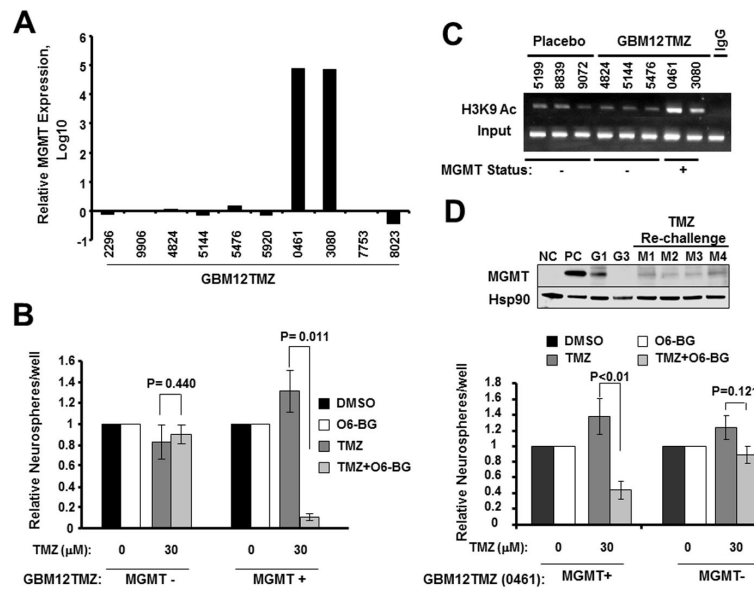 A
Relative MGMT Expression,
Log10
6
5
4
3
2
1
0
-1
2296
9906
4824
5144
5476
5920
0461
3080
7753
8023
GBM12TMZ
B
Relative Neurospheres/well
1.6
1.4
1.2
1
0.8
0.6
0.4
0.2
0
P= 0.440
P= 0.011
DMSO
O6-BG
TMZ
TMZ+O6-BG
TMZ (μM): 0 30 0 30
GBM12TMZ: MGMT - MGMT +
C
Placebo GBM12TMZ IgG
5199 8839 9072 4824 5144 5476 0461 3080
H3K9 Ac
Input
MGMT Status: - - +
D
TMZ
Re-challenge
NC PC G1 G3 M1 M2 M3 M4
MGMT
Hsp90
DMSO O6-BG
TMZ TMZ+O6-BG
Relative Neurospheres/well
1.8
1.6
1.4
1.2
1
0.8
0.6
0.4
0.2
0
P<0.01
P=0.121
TMZ (μM): 0 30 0 30
GBM12TMZ (0461): MGMT+ MGMT-